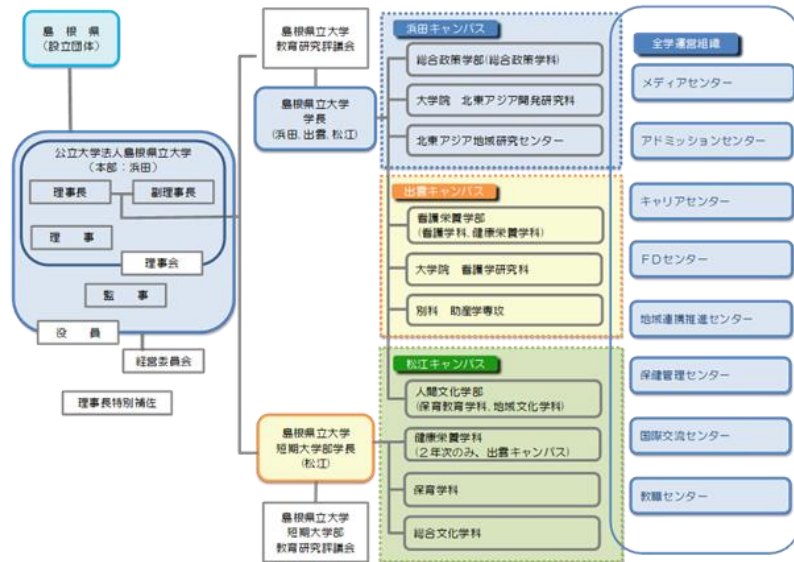 島 根 県
(設立団体)
公立大学法人島根県立大学
(本部：浜田)
理事長
副理事長
理 事
理事会
監 事
役 員
経営委員会
理事長特別補佐
島根県立大学
教育研究評議会
島根県立大学
学長
(浜田、出雲、松江)
島根県立大学
短期大学部学長
(松江)
島根県立大学
短期大学部
教育研究評議会
浜田キャンパス
総合政策学部(総合政策学科)
大学院 北東アジア開発研究科
北東アジア地域研究センター
出雲キャンパス
看護栄養学部
(看護学科、健康栄養学科)
大学院 看護学研究科
別科 助産学専攻
松江キャンパス
人間文化学部
(保育教育学科、地域文化学科)
健康栄養学科
(２年次のみ、出雲キャンパス)
保育学科
総合文化学科
全学運営組織
メディアセンター
アドミッションセンター
キャリアセンター
ＦＤセンター
地域連携推進センター
保健管理センター
国際交流センター
教職センター